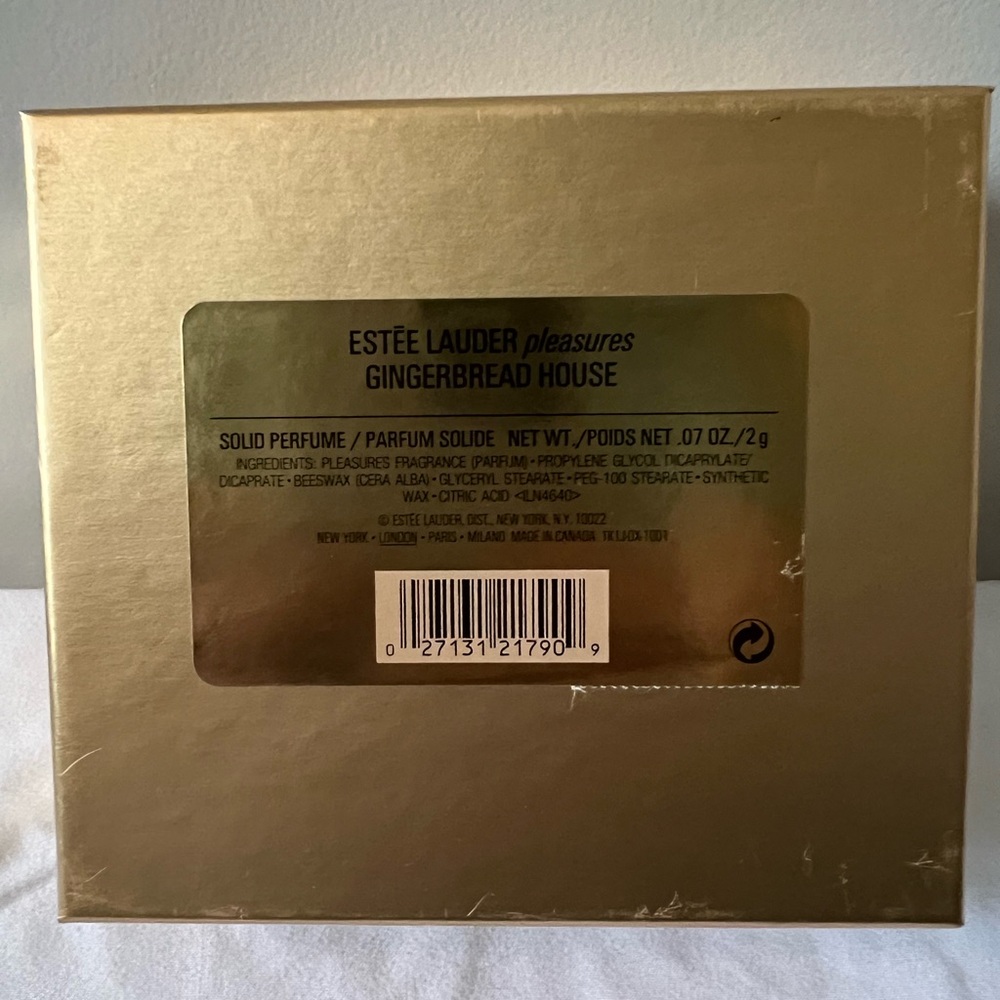 ESTĒE LAUDER pleasures
GINGERBREAD HOUSE
SOLID PERFUME / PARFUM SOLIDE NET WT./POIDS NET .07 OZ./2g
INGREDIENTS: PLEASURES FRAGRANCE (PARFUM) • PROPYLENE GLYCOL DICAPRYLATE/
DICAPRATE • BEESWAX (CERA ALBA) • GLYCERYL STEARATE • PEG-100 STEARATE • SYNTHETIC
WAX • CITRIC ACID <ILN4640>
© ESTĒE LAUDER, DIST., NEW YORK, N.Y. 10022
NEW YORK • LONDON • PARIS • MILANO MADE IN CANADA
0 27131 21790 9